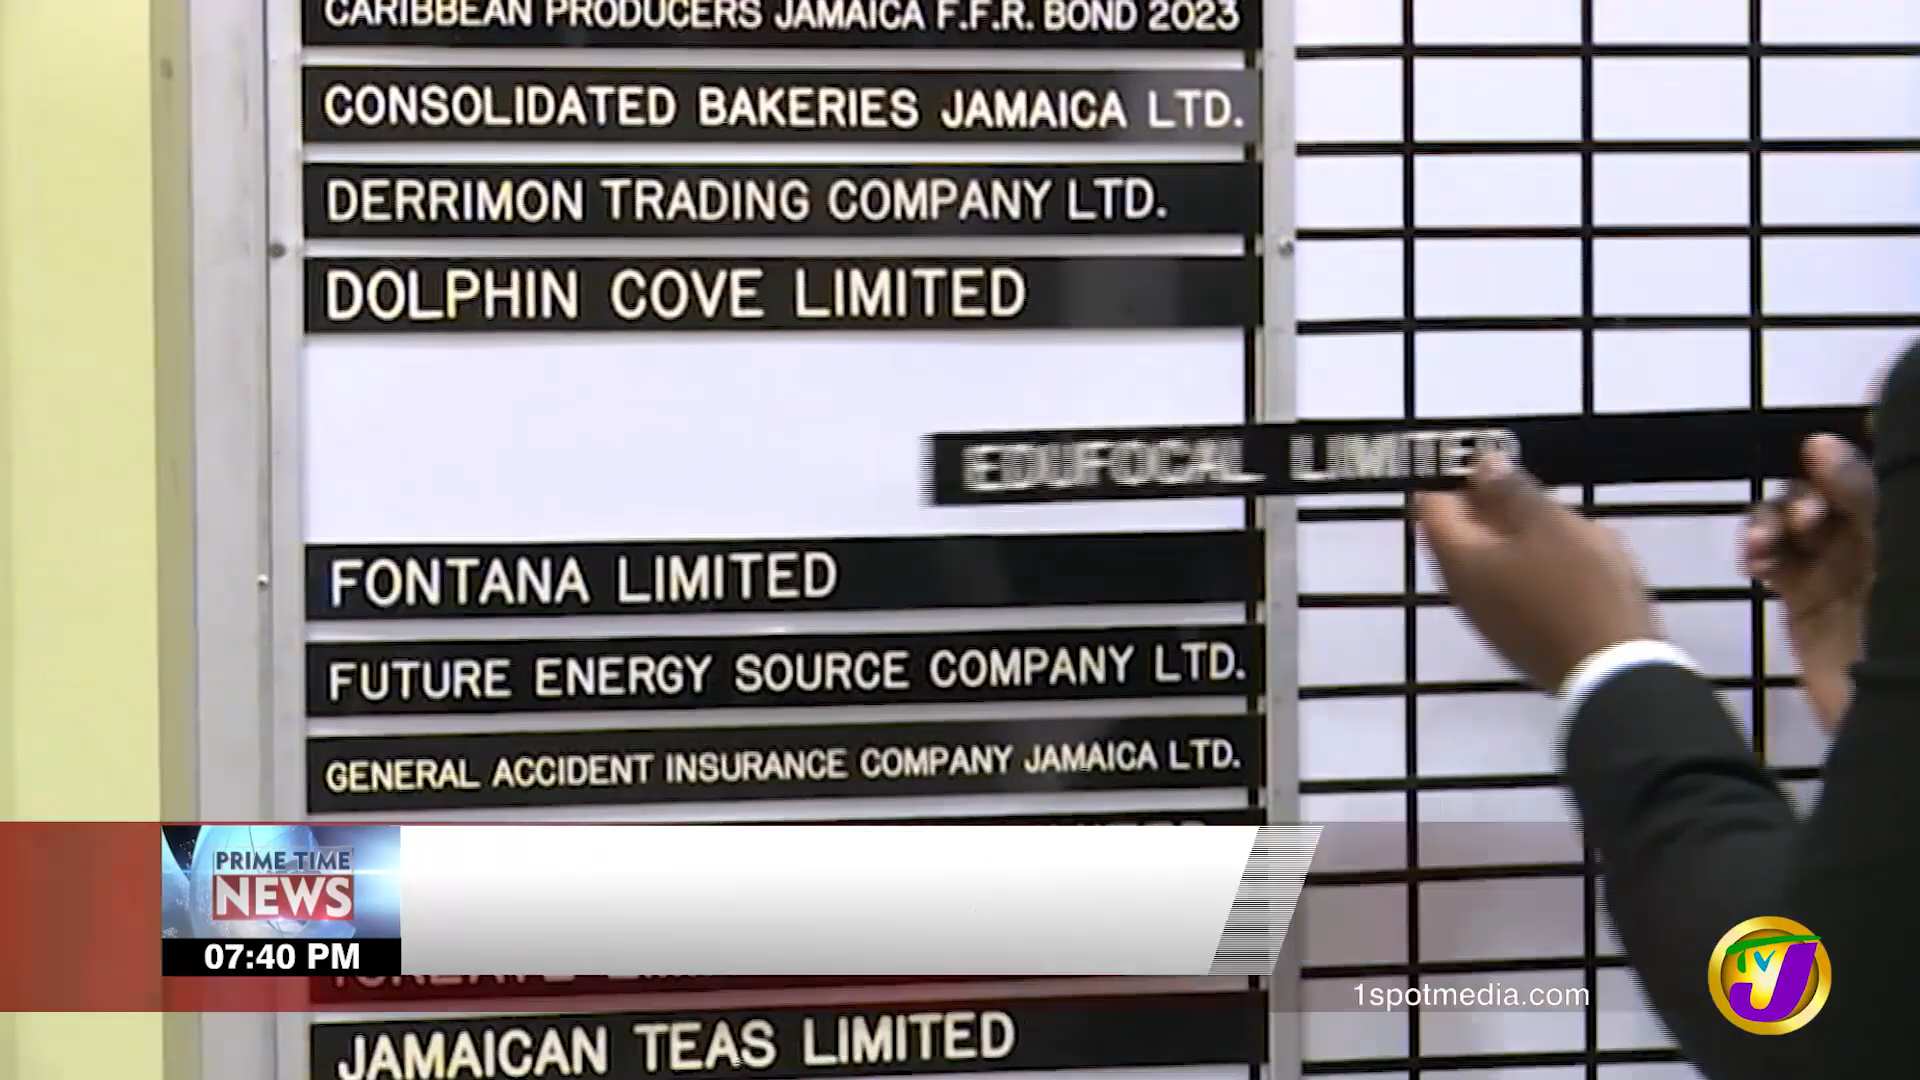 CARIBBEAN PRODUCERS JAMAICA F.F.R. BOND 2023
CONSOLIDATED BAKERIES JAMAICA LTD.
DERRIMON TRADING COMPANY LTD.
DOLPHIN COVE LIMITED
EDUFOCAL LIMITED
FONTANA LIMITED
FUTURE ENERGY SOURCE COMPANY LTD.
GENERAL ACCIDENT INSURANCE COMPANY JAMAICA LTD.
PRIME TIME
NEWS
07:40 PM
JAMAICAN TEAS LIMITED
1spotmedia.com
TVJ